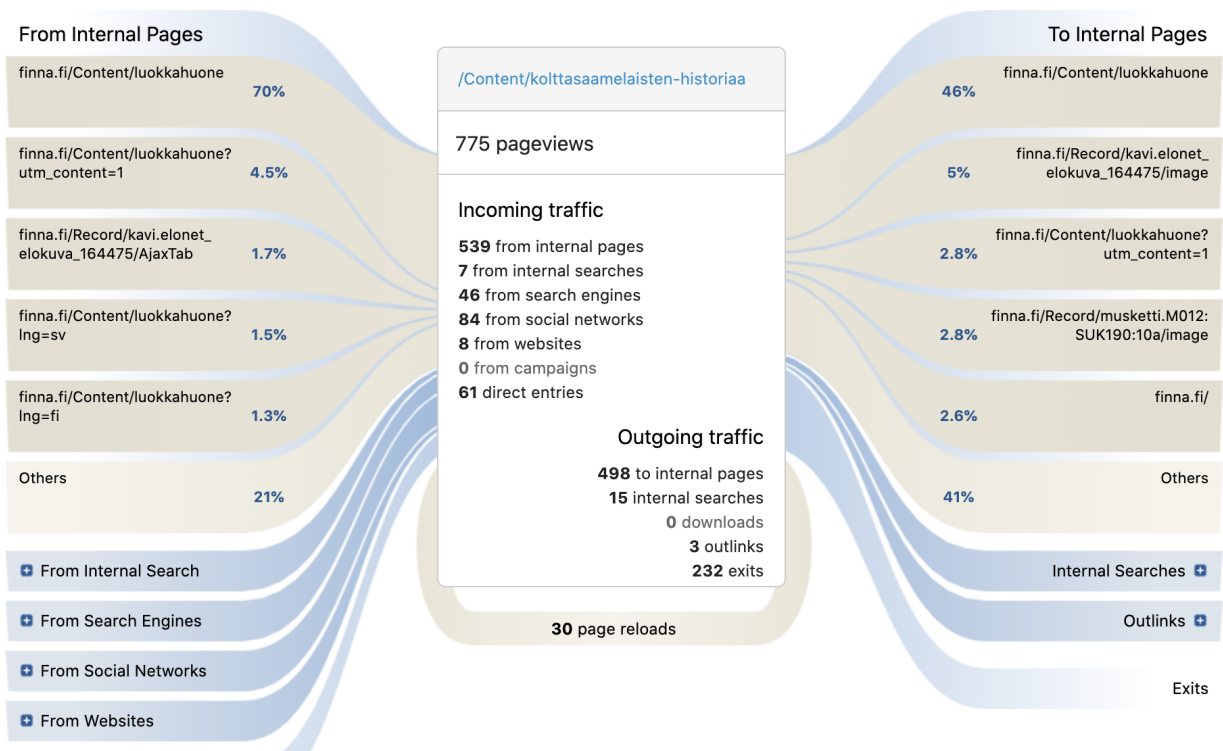 From Internal Pages
finna.fi/Content/luokkahuone
70%
finna.fi/Content/luokkahuone?
utm_content=1
4.5%
finna.fi/Record/kavi.elonet_
elokuva_164475/AjaxTab
1.7%
finna.fi/Content/luokkahuone?
lng=sv
1.5%
finna.fi/Content/luokkahuone?
lng=fi
1.3%
Others
21%
From Internal Search
From Search Engines
From Social Networks
From Websites
/Content/kolttasaamelaisten-historiaa
775 pageviews
Incoming traffic
539 from internal pages
7 from internal searches
46 from search engines
84 from social networks
8 from websites
0 from campaigns
61 direct entries
Outgoing traffic
498 to internal pages
15 internal searches
0 downloads
3 outlinks
232 exits
30 page reloads
To Internal Pages
finna.fi/Content/luokkahuone
46%
finna.fi/Record/kavi.elonet_
elokuva_164475/image
5%
finna.fi/Content/luokkahuone?
utm_content=1
2.8%
finna.fi/Record/musketti.M012:
SUK190:10a/image
2.8%
finna.fi/
2.6%
Others
41%
Internal Searches
Outlinks
Exits